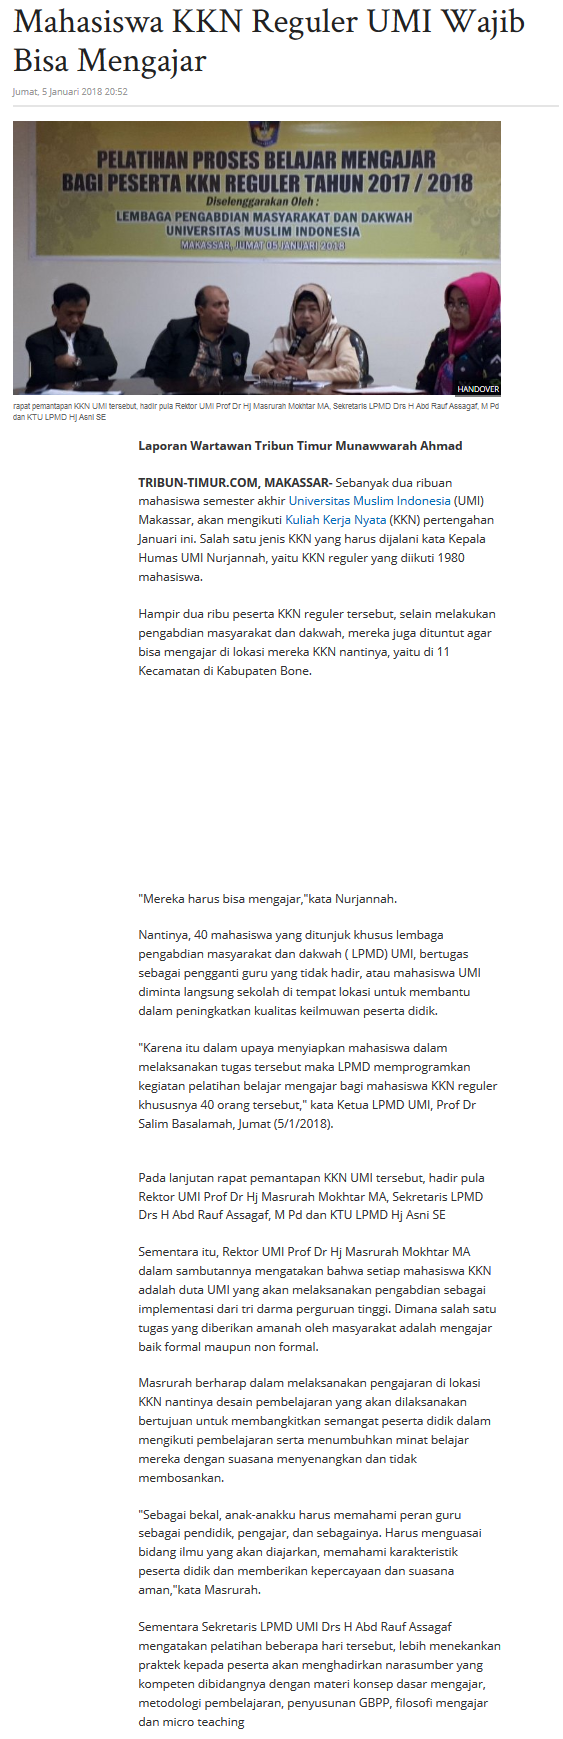 Mahasiswa KKN Reguler UMI Wajib
Bisa Mengajar
Jumat, 5 Januari 2018 20:52
PELATIHAN PROSES BELAJAR MENGAJAR
BAGI PESERTA KKN REGULER TAHUN 2017 / 2018
Diselenggarakan Oleh :
LEMBAGA PENGABDIAN MASYARAKAT DAN DAKWAH
UNIVERSITAS MUSLIM INDONESIA
MAKASSAR, JUMAT 05 JANUARI 2018
HANDOVER
rapat pemantapan KKN UMI tersebut, hadir pula Rektor UMI Prof Dr Hj Masrurah Mokhtar MA, Sekretaris LPMD Drs H Abd Rauf Assagaf, M Pd
dan KTU LPMD Hj Asni SE
Laporan Wartawan Tribun Timur Munawwarah Ahmad
TRIBUN-TIMUR.COM, MAKASSAR- Sebanyak dua ribuan
mahasiswa semester akhir Universitas Muslim Indonesia (UMI)
Makassar, akan mengikuti Kuliah Kerja Nyata (KKN) pertengahan
Januari ini. Salah satu jenis KKN yang harus dijalani kata Kepala
Humas UMI Nurjannah, yaitu KKN reguler yang diikuti 1980
mahasiswa.
Hampir dua ribu peserta KKN reguler tersebut, selain melakukan
pengabdian masyarakat dan dakwah, mereka juga dituntut agar
bisa mengajar di lokasi mereka KKN nantinya, yaitu di 11
Kecamatan di Kabupaten Bone.
"Mereka harus bisa mengajar,"kata Nurjannah.
Nantinya, 40 mahasiswa yang ditunjuk khusus lembaga
pengabdian masyarakat dan dakwah ( LPMD) UMI, bertugas
sebagai pengganti guru yang tidak hadir, atau mahasiswa UMI
diminta langsung sekolah di tempat lokasi untuk membantu
dalam peningkatkan kualitas keilmuwan peserta didik.
"Karena itu dalam upaya menyiapkan mahasiswa dalam
melaksanakan tugas tersebut maka LPMD memprogramkan
kegiatan pelatihan belajar mengajar bagi mahasiswa KKN reguler
khususnya 40 orang tersebut," kata Ketua LPMD UMI, Prof Dr
Salim Basalamah, Jumat (5/1/2018).
Pada lanjutan rapat pemantapan KKN UMI tersebut, hadir pula
Rektor UMI Prof Dr Hj Masrurah Mokhtar MA, Sekretaris LPMD
Drs H Abd Rauf Assagaf, M Pd dan KTU LPMD Hj Asni SE
Sementara itu, Rektor UMI Prof Dr Hj Masrurah Mokhtar MA
dalam sambutannya mengatakan bahwa setiap mahasiswa KKN
adalah duta UMI yang akan melaksanakan pengabdian sebagai
implementasi dari tri darma perguruan tinggi. Dimana salah satu
tugas yang diberikan amanah oleh masyarakat adalah mengajar
baik formal maupun non formal.
Masrurah berharap dalam melaksanakan pengajaran di lokasi
KKN nantinya desain pembelajaran yang akan dilaksanakan
bertujuan untuk membangkitkan semangat peserta didik dalam
mengikuti pembelajaran serta menumbuhkan minat belajar
mereka dengan suasana menyenangkan dan tidak
membosankan.
"Sebagai bekal, anak-anakku harus memahami peran guru
sebagai pendidik, pengajar, dan sebagainya. Harus menguasai
bidang ilmu yang akan diajarkan, memahami karakteristik
peserta didik dan memberikan kepercayaan dan suasana
aman,"kata Masrurah.
Sementara Sekretaris LPMD UMI Drs H Abd Rauf Assagaf
mengatakan pelatihan beberapa hari tersebut, lebih menekankan
praktek kepada peserta akan menghadirkan narasumber yang
kompeten dibidangnya dengan materi konsep dasar mengajar,
metodologi pembelajaran, penyusunan GBPP, filosofi mengajar
dan micro teaching